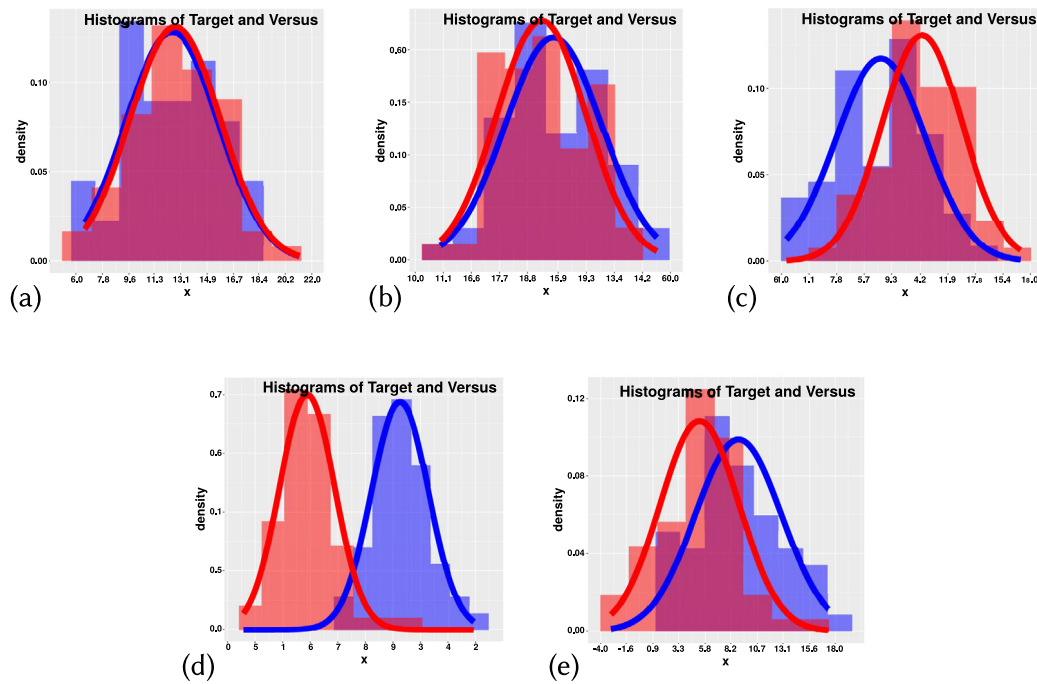 Histograms of Target and Versus
0.10
0.05
0.00
density
6.0 7.8 9.6 11.3 13.1 14.9 16.7 18.4 20.2 22.0
x
(a)
Histograms of Target and Versus
0,60
0.15
0.10
0.05
0.00
density
10.0 11.1 16.6 17.7 18.8 15.9 19.3 14.2 60.0
x
(b)
Histograms of Target and Versus
0.10
0.05
0.00
density
1.1 7.8 5.7 9.3 4.2 11.9 17.8 15.4
x
(c)
Histograms of Target and Versus
0.7
0.6
0.1
0.5
0.0
density
0 5 1 6 7 8 9 3 4 2
x
(d)
Histograms of Target and Versus
0.12
0.08
0.04
0.00
density
-4.0 -1.6 0.9 3.3 5.8 8.2 10.7 13.1 15.6 18.0
x
(e)